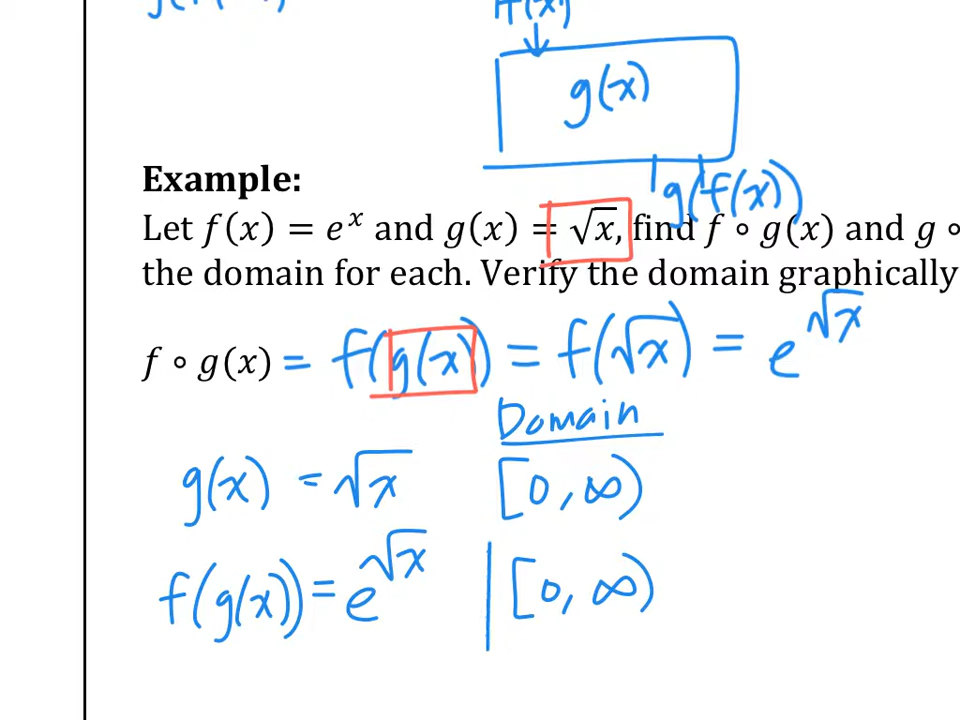 g(x)
g(f(x))
Example:
Let f(x) = e^x and g(x) = √x, find f ∘ g(x) and g ∘
the domain for each. Verify the domain graphically
f ∘ g(x) = f(g(x)) = f(√x) = e^√x
Domain
g(x) = √x [0, ∞)
f(g(x)) = e^√x | [0, ∞)